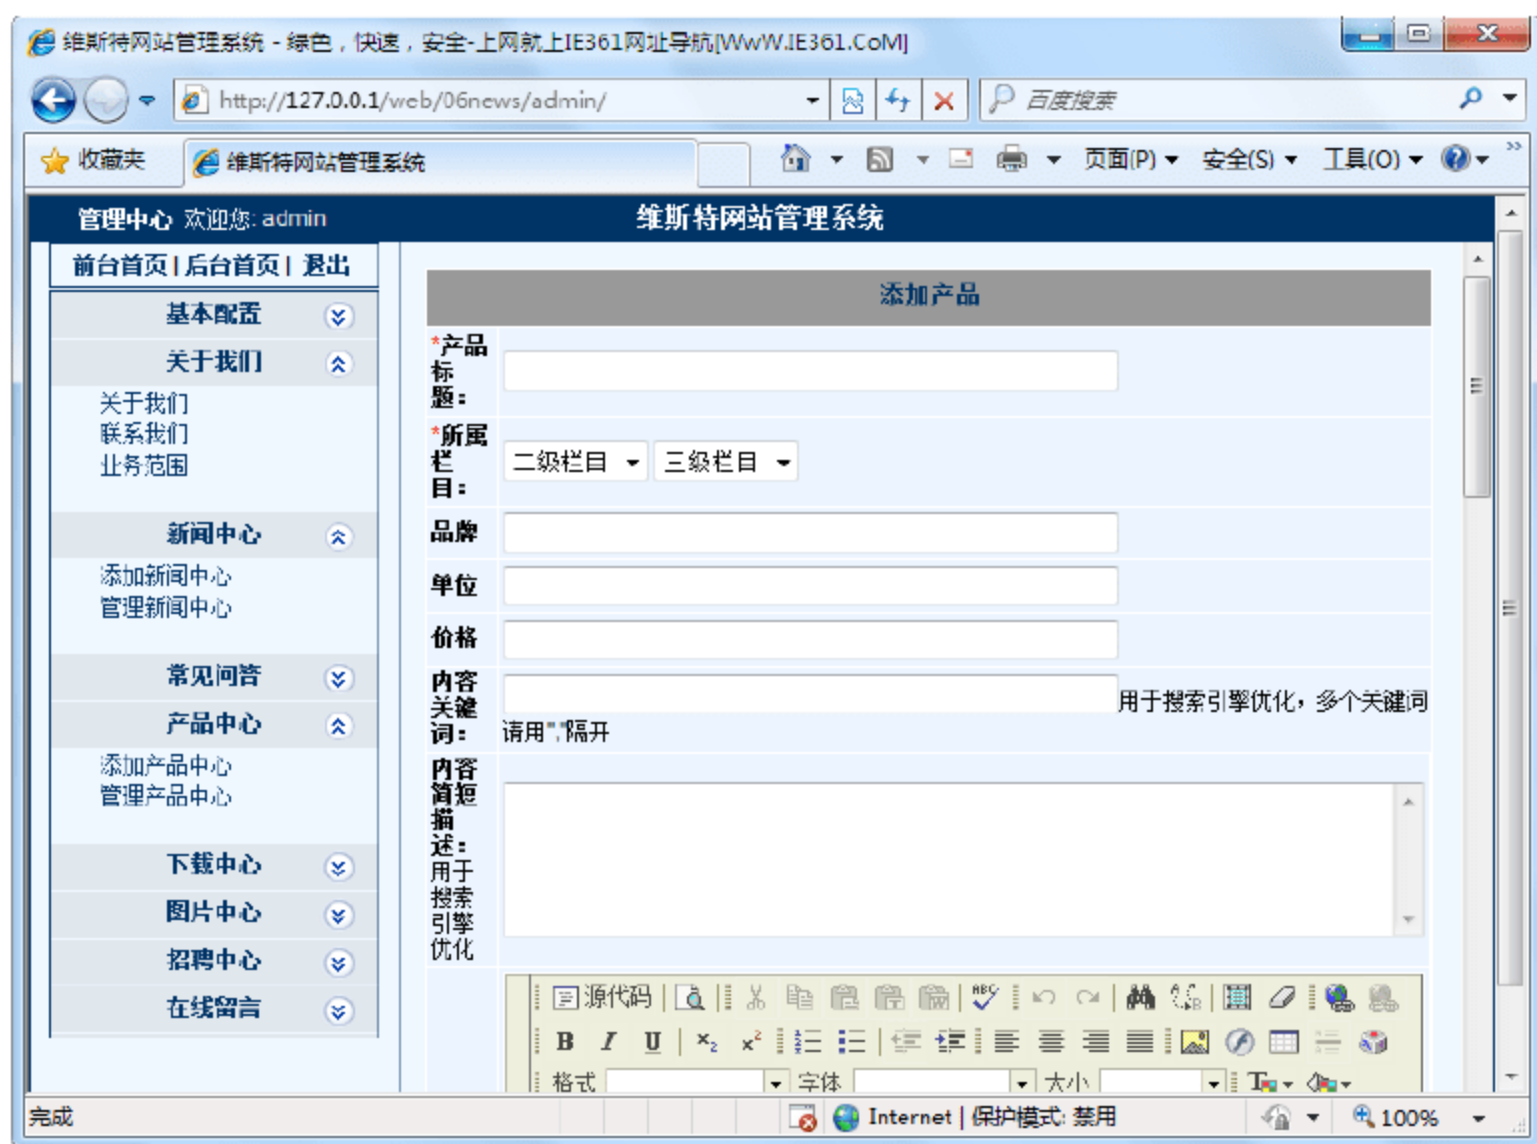 维斯特网站管理系统 - 绿色，快速，安全-上网就上IE361网址导航[WwW.IE361.CoM]
http://127.0.0.1/web/06news/admin/
百度搜索
收藏夹
维斯特网站管理系统
页面(P)
安全(S)
工具(O)
管理中心 欢迎您: admin
维斯特网站管理系统
前台首页 | 后台首页 | 退出
基本配置
关于我们
关于我们
联系我们
业务范围
新闻中心
添加新闻中心
管理新闻中心
常见问答
产品中心
添加产品中心
管理产品中心
下载中心
图片中心
招聘中心
在线留言
添加产品
*产品
标
题：
*所属
栏
目：
二级栏目
三级栏目
品牌
单位
价格
内容
关键
词：
用于搜索引擎优化，多个关键词
请用","隔开
内容
简短
描
述：
用于
搜索
引擎
优化
源代码
ABC
B I U x₂ x²
格式
字体
大小
完成
Internet | 保护模式: 禁用
100%